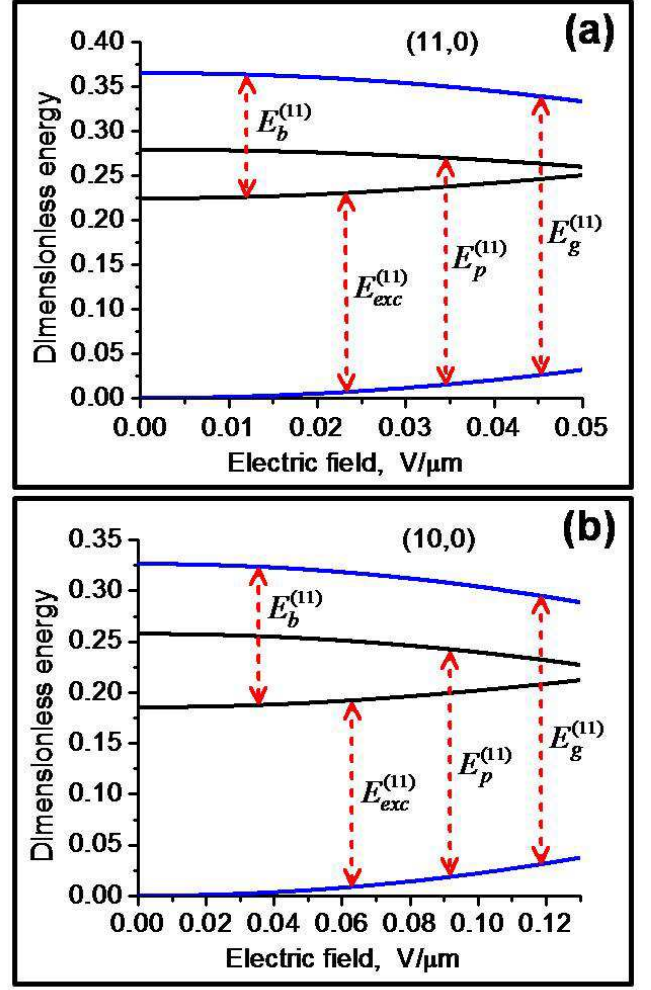 (a)
(11,0)
0.40
0.35
0.30
0.25
0.20
0.15
0.10
0.05
0.00
Dimensionless energy
E_b^(11)
E_exc^(11)
E_p^(11)
E_g^(11)
0.00 0.01 0.02 0.03 0.04 0.05
Electric field, V/μm
(b)
(10,0)
0.35
0.30
0.25
0.20
0.15
0.10
0.05
0.00
Dimensionless energy
E_b^(11)
E_exc^(11)
E_p^(11)
E_g^(11)
0.00 0.02 0.04 0.06 0.08 0.10 0.12
Electric field, V/μm